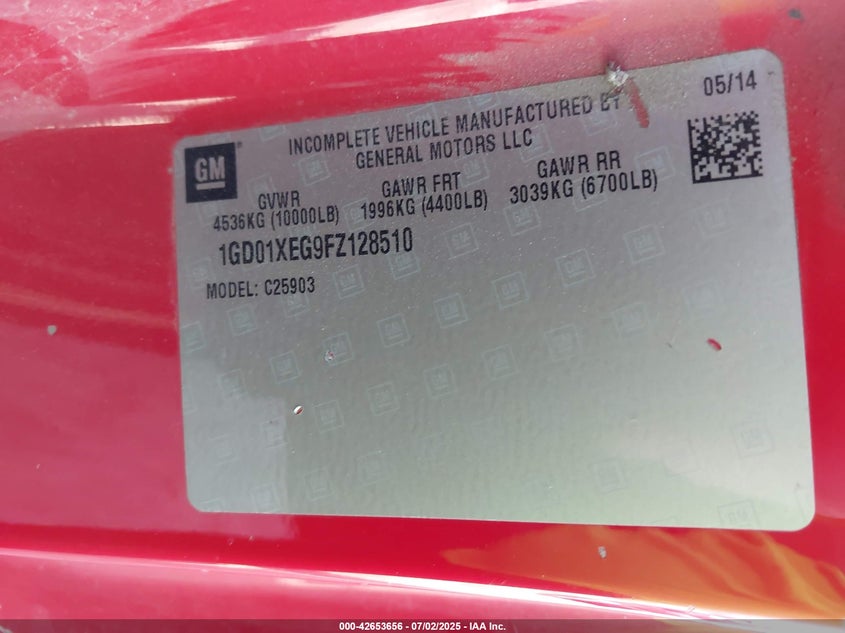 05/14
GM
INCOMPLETE VEHICLE MANUFACTURED BY
GENERAL MOTORS LLC
GVWR
4536KG (10000LB)
GAWR FRT
1996KG (4400LB)
GAWR RR
3039KG (6700LB)
1GD01XEG9FZ128510
MODEL: C25903
000-42653656 - 07/02/2025 - IAA Inc.